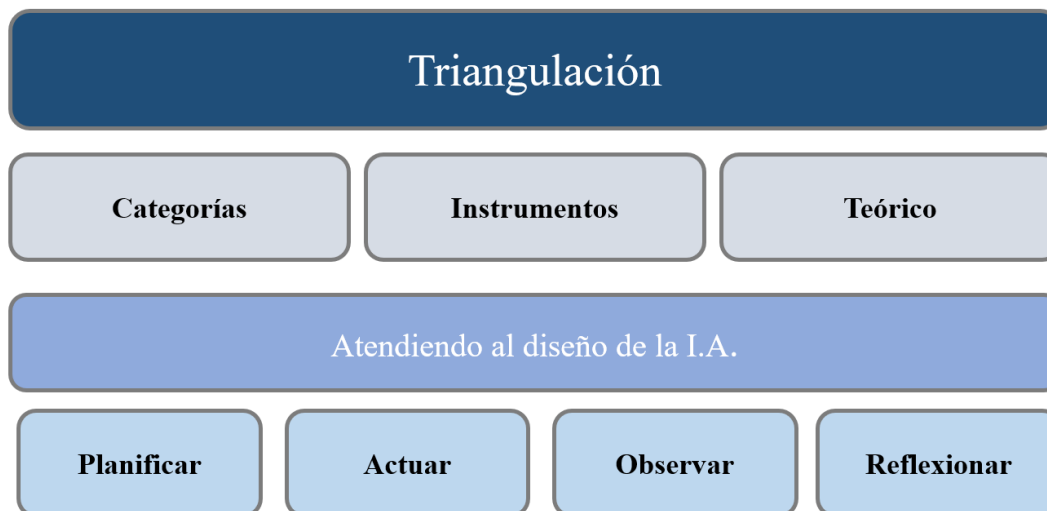 Triangulación
Categorías
Instrumentos
Teórico
Atendiendo al diseño de la I.A.
Planificar
Actuar
Observar
Reflexionar